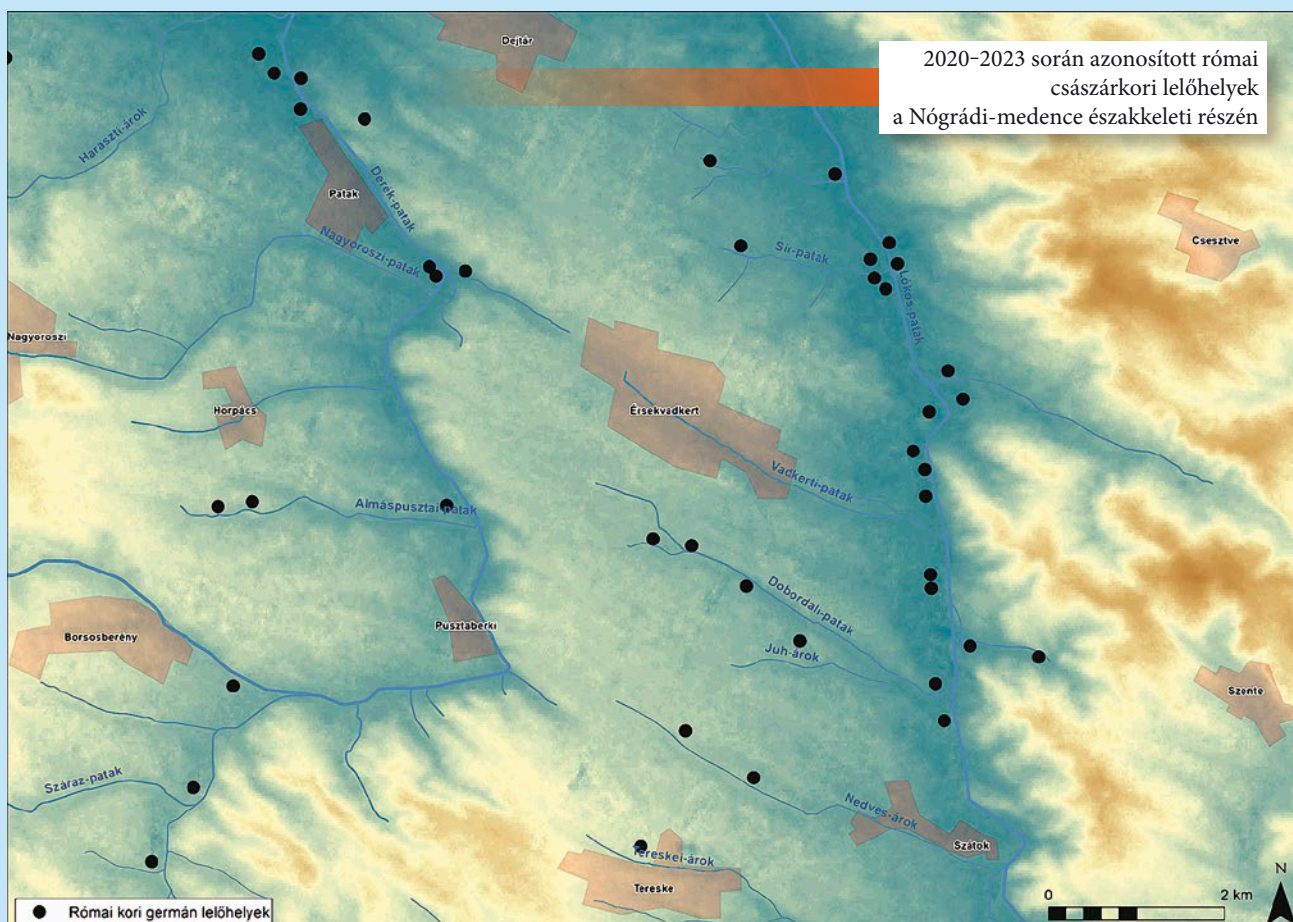 Dejtár
2020–2023 során azonosított római
császárkori lelőhelyek
a Nógrádi-medence északkeleti részén
Haraszti-árok
Patak
Derék-patak
Nagyoroszi-patak
Sír-patak
Lókos-patak
Csesztve
Nagyoroszi
Horpács
Érsekvadkert
Vadkerti-patak
Almáspusztai-patak
Dobordali-patak
Borsosberény
Pusztaberki
Juh-árok
Szente
Száraz-patak
Nedves-árok
Szátok
Tereskei-árok
Tereske
N
0 2 km
Római kori germán lelőhelyek